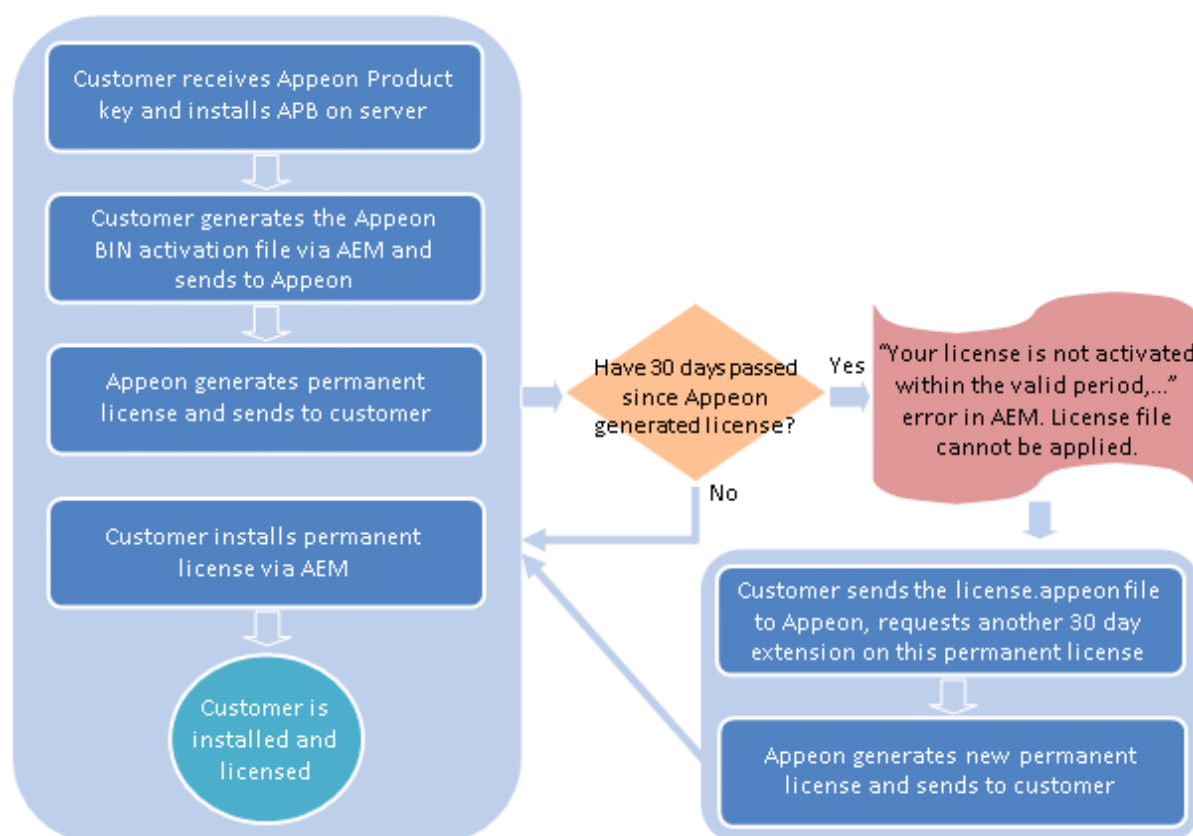 Customer receives Appeon Product
key and installs APB on server
Customer generates the Appeon
BIN activation file via AEM and
sends to Appeon
Appeon generates permanent
license and sends to customer
Have 30 days passed
since Appeon
generated license?
Yes
"Your license is not activated
within the valid period,..."
error in AEM. License file
cannot be applied.
No
Customer installs permanent
license via AEM
Customer sends the license.appeon file
to Appeon, requests another 30 day
extension on this permanent license
Customer is
installed and
licensed
Appeon generates new permanent
license and sends to customer